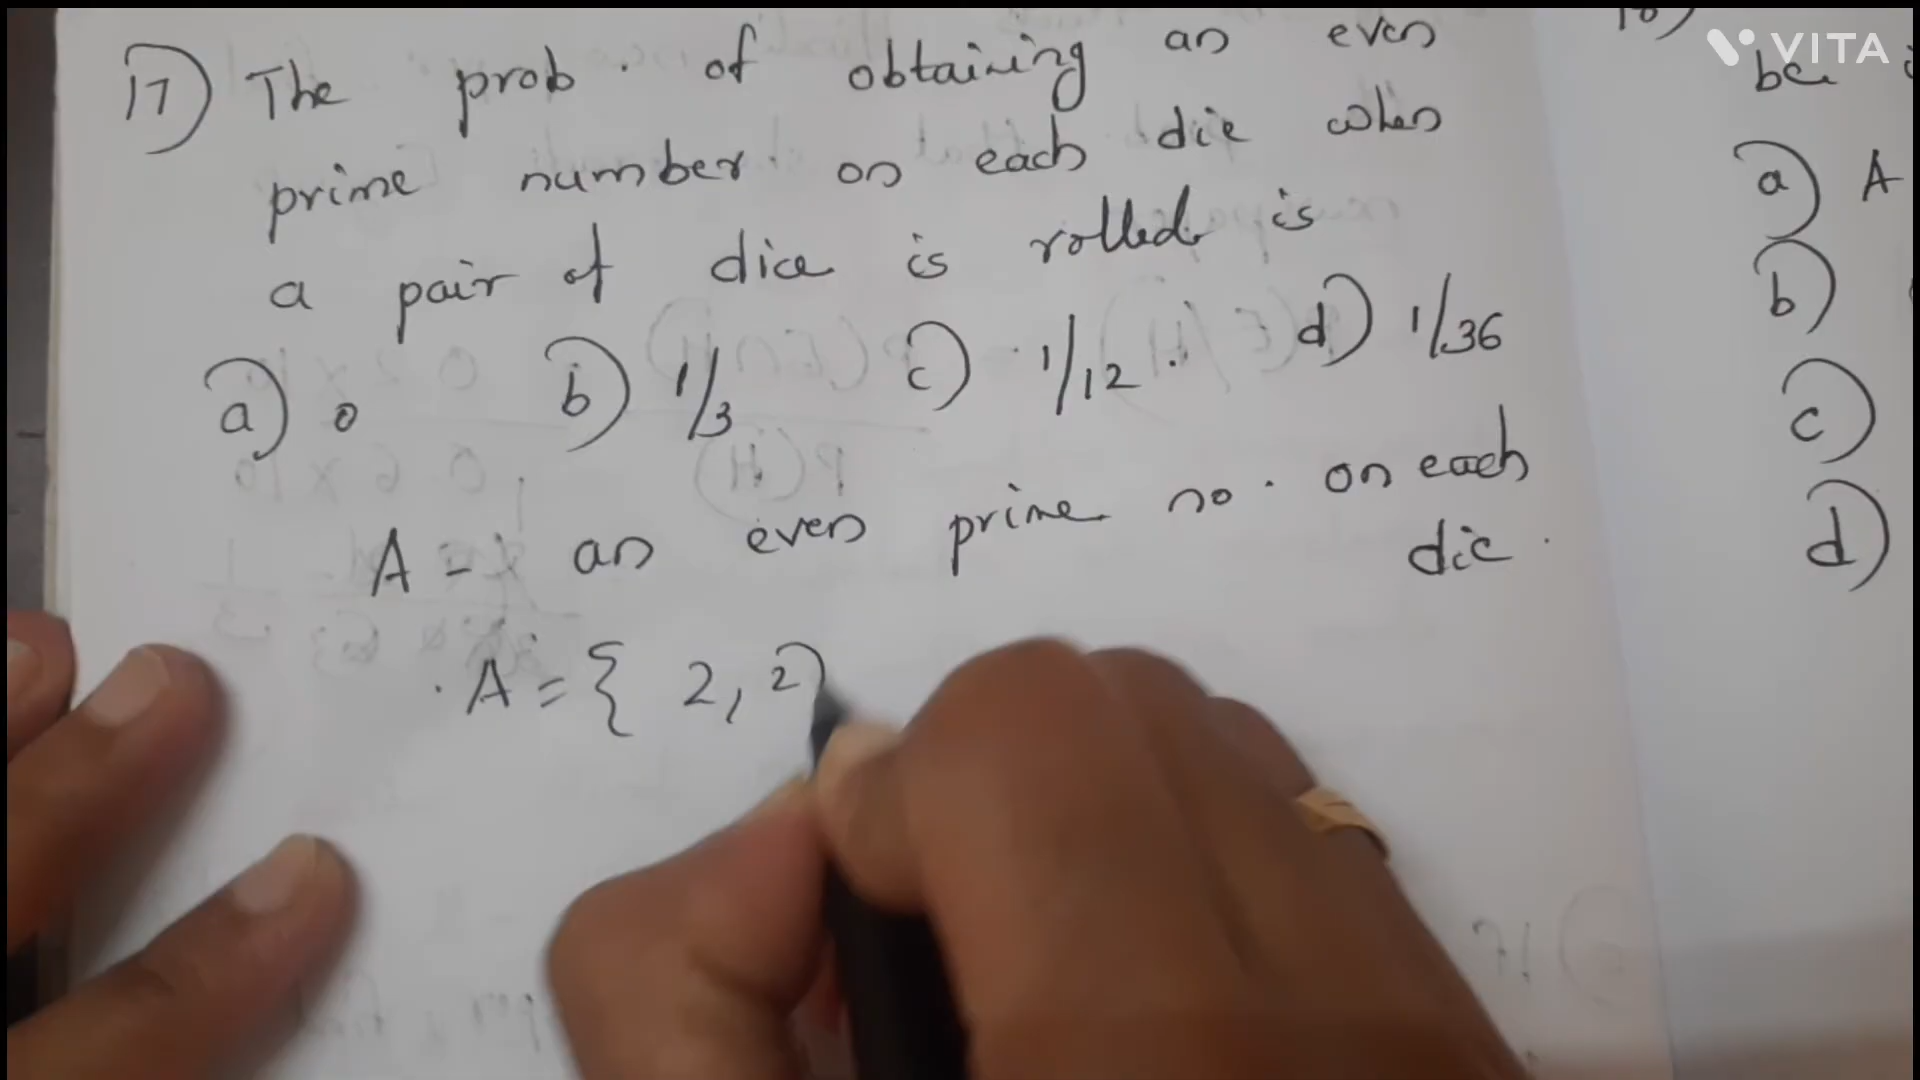 17) The prob. of obtaining an even
prime number on each die when
a pair of dice is rolled is
a) 0 b) 1/3 c) 1/12. d) 1/36
A - an even prime no. on each
die.
A = { 2, 2)
be
a) A
b)
c)
d)
VITA